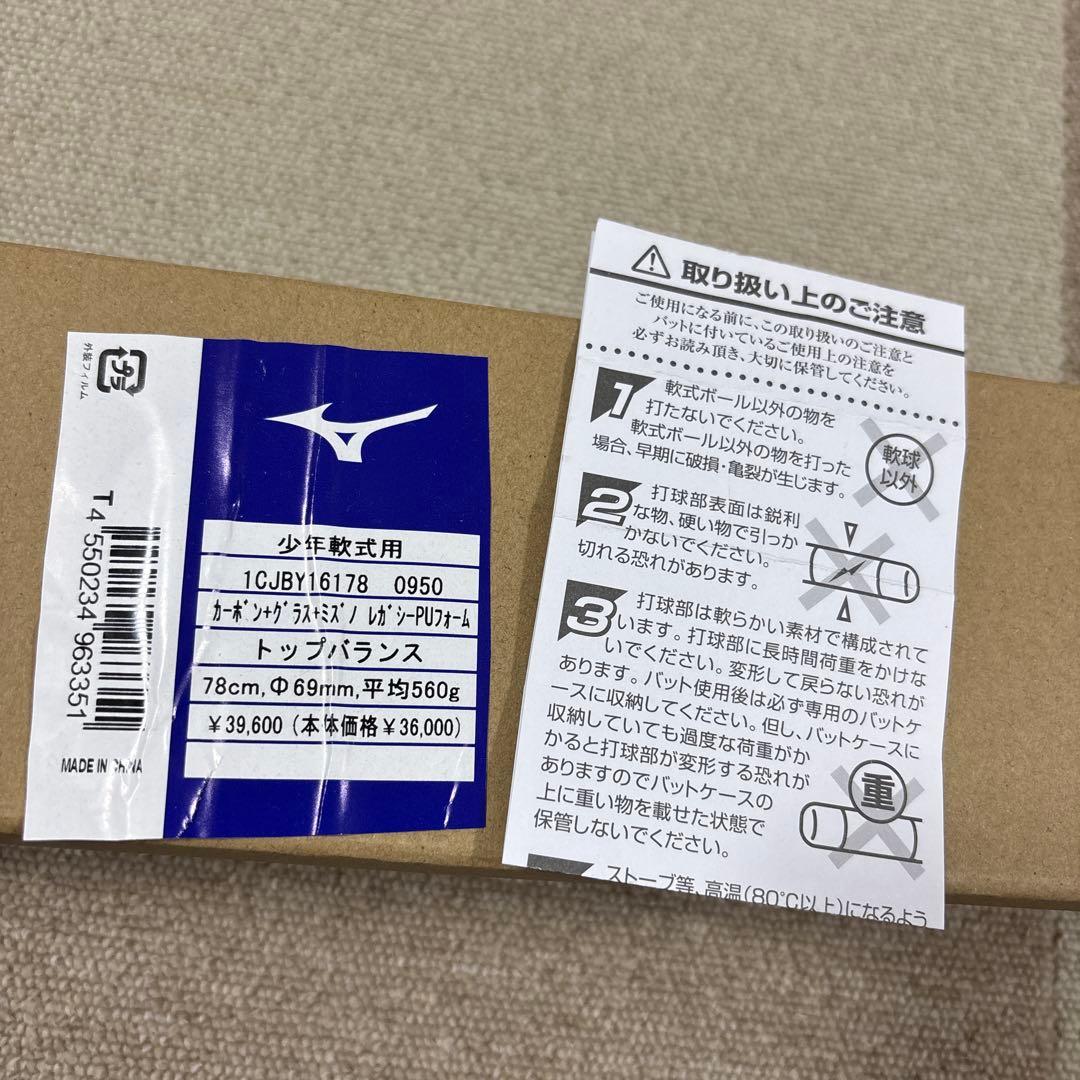 プラ
外装フィルム
T4 550234 963351
MADE IN CHINA
少年軟式用
1CJBY16178 0950
カーボン+グラス+ミズノ レガシーPUフォーム
トップバランス
78cm,Φ69mm,平均560g
¥39,600(本体価格¥36,000)
取り扱い上のご注意
ご使用になる前に、この取り扱いのご注意と
バットに付いているご使用上の注意を
必ずお読み頂き、大切に保管してください。
1 軟式ボール以外の物を
打たないでください。
軟式ボール以外の物を打った
場合、早期に破損・亀裂が生じます。
軟球
以外
2 打球部表面は鋭利
な物、硬い物で引っか
かないでください。
切れる恐れがあります。
3 打球部は軟らかい素材で構成されて
います。打球部に長時間荷重をかけな
いでください。変形して戻らない恐れが
あります。バット使用後は必ず専用のバットケ
ースに収納してください。但し、バットケースに
収納していても過度な荷重がか
かると打球部が変形する恐れが
ありますのでバットケースの
上に重い物を載せた状態で
保管しないでください。
重
ストーブ等、高温(80℃以上)になるよう